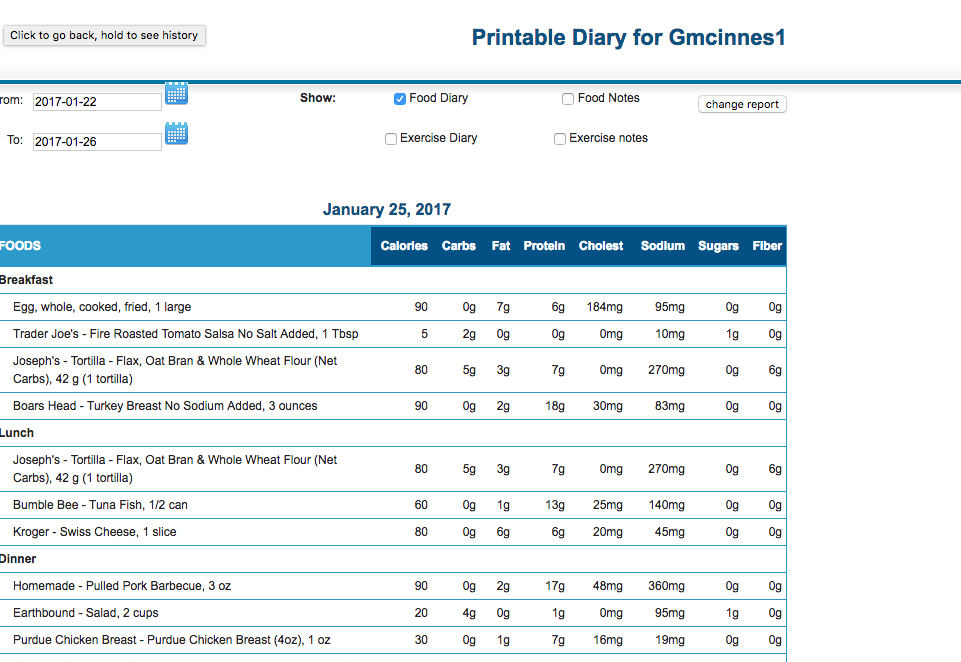 Click to go back, hold to see history
Printable Diary for Gmcinnes1
rom: 2017-01-22 Show: Food Diary Food Notes change report
To: 2017-01-26 Exercise Diary Exercise notes
January 25, 2017
FOODS Calories Carbs Fat Protein Cholest Sodium Sugars Fiber
Breakfast
Egg, whole, cooked, fried, 1 large 90 0g 7g 6g 184mg 95mg 0g 0g
Trader Joe's - Fire Roasted Tomato Salsa No Salt Added, 1 Tbsp 5 2g 0g 0g 0mg 10mg 1g 0g
Joseph's - Tortilla - Flax, Oat Bran & Whole Wheat Flour (Net
Carbs), 42 g (1 tortilla) 80 5g 3g 7g 0mg 270mg 0g 6g
Boars Head - Turkey Breast No Sodium Added, 3 ounces 90 0g 2g 18g 30mg 83mg 0g 0g
Lunch
Joseph's - Tortilla - Flax, Oat Bran & Whole Wheat Flour (Net
Carbs), 42 g (1 tortilla) 80 5g 3g 7g 0mg 270mg 0g 6g
Bumble Bee - Tuna Fish, 1/2 can 60 0g 1g 13g 25mg 140mg 0g 0g
Kroger - Swiss Cheese, 1 slice 80 0g 6g 6g 20mg 45mg 0g 0g
Dinner
Homemade - Pulled Pork Barbecue, 3 oz 90 0g 2g 17g 48mg 360mg 0g 0g
Earthbound - Salad, 2 cups 20 4g 0g 1g 0mg 95mg 1g 0g
Purdue Chicken Breast - Purdue Chicken Breast (4oz), 1 oz 30 0g 1g 7g 16mg 19mg 0g 0g